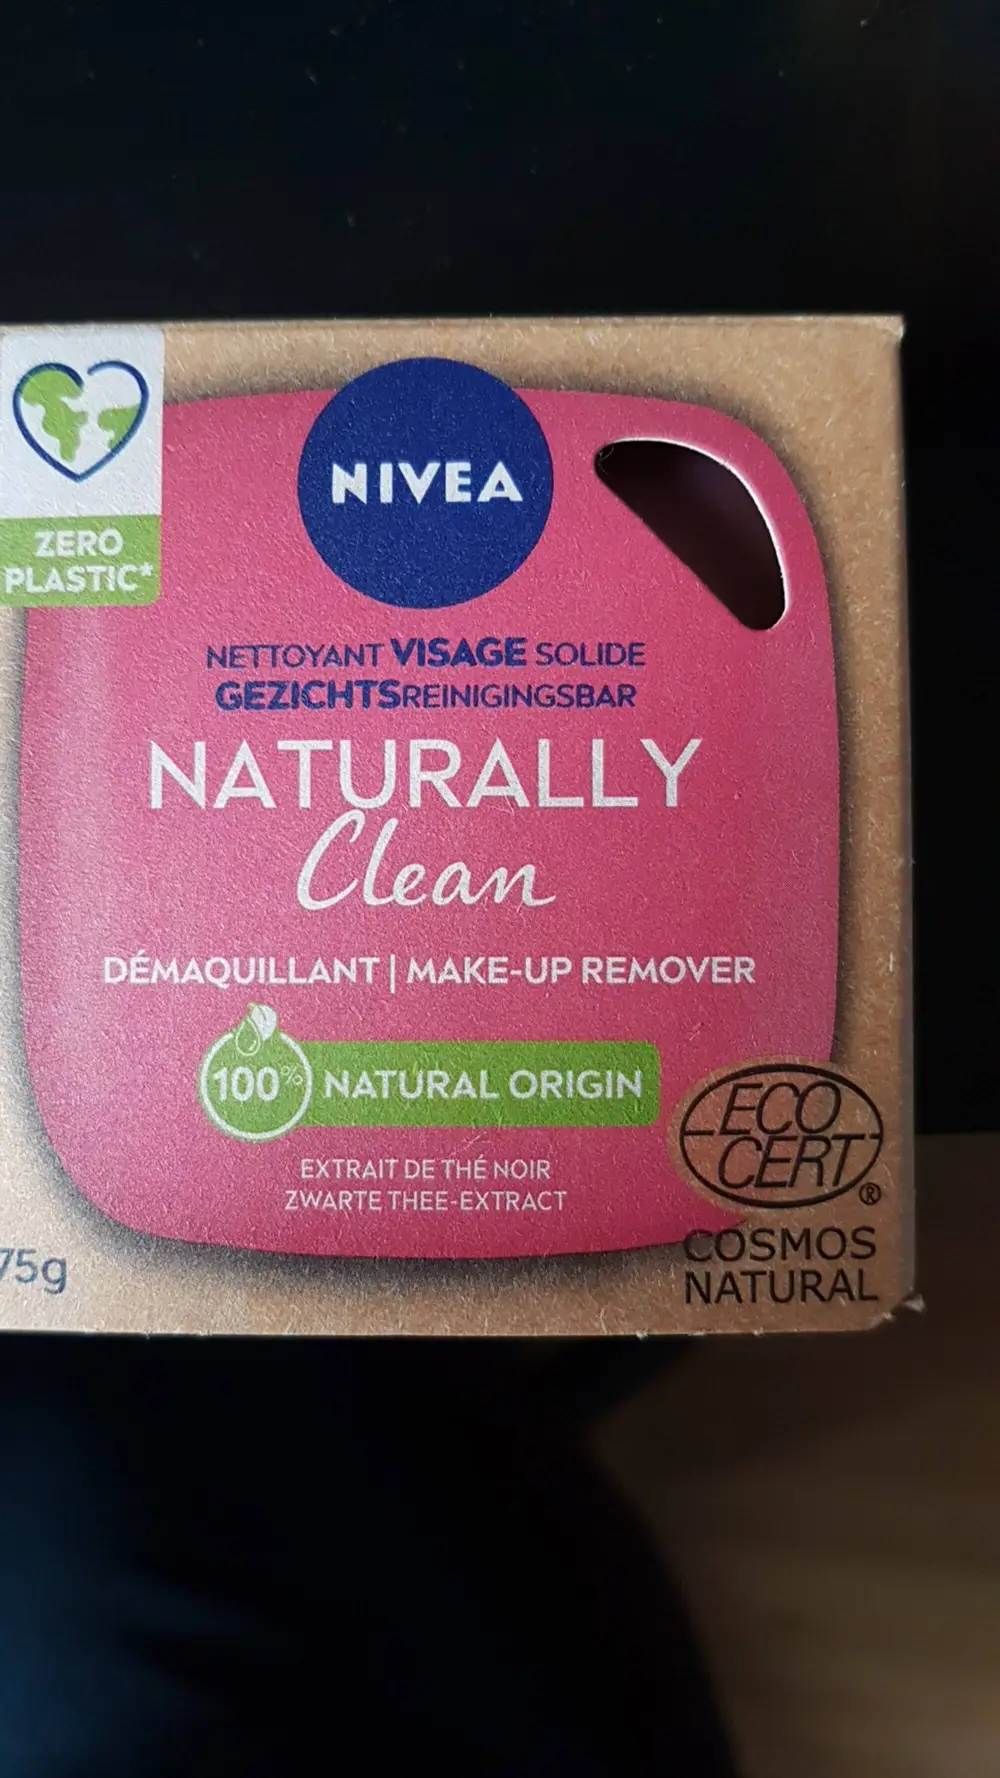 NIVEA
ZERO
PLASTIC*
NETTOYANT VISAGE SOLIDE
GEZICHTSREINIGINGSBAR
NATURALLY
Clean
DÉMAQUILLANT | MAKE-UP REMOVER
100% NATURAL ORIGIN
EXTRAIT DE THÉ NOIR
ZWARTE THEE-EXTRACT
ECO
CERT®
COSMOS
NATURAL
75g